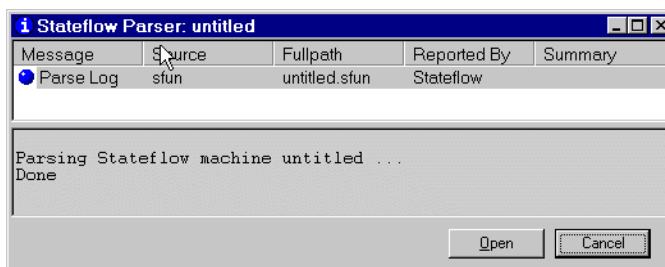 Stateflow Parser: untitled
Message Source Fullpath Reported By Summary
Parse Log sfun untitled.sfun Stateflow
Parsing Stateflow machine untitled ...
Done
Open Cancel